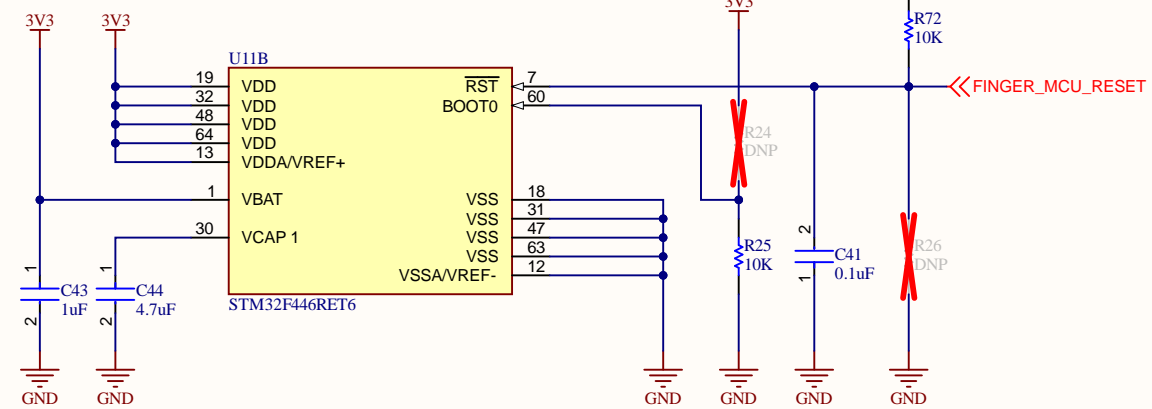 3V3
3V3
3V3
R72
10K
U11B
19
VDD
RST
7
32
VDD
BOOT0
60
FINGER_MCU_RESET
48
VDD
64
VDD
13
VDDA/VREF+
R24
DNP
1
VBAT
VSS
18
VSS
31
30
VCAP 1
VSS
47
VSS
63
VSSA/VREF-
12
R25
10K
2
C41
0.1uF
1
R26
DNP
1
C43
1uF
2
1
C44
4.7uF
2
STM32F446RET6
GND
GND
GND
GND
GND
GND